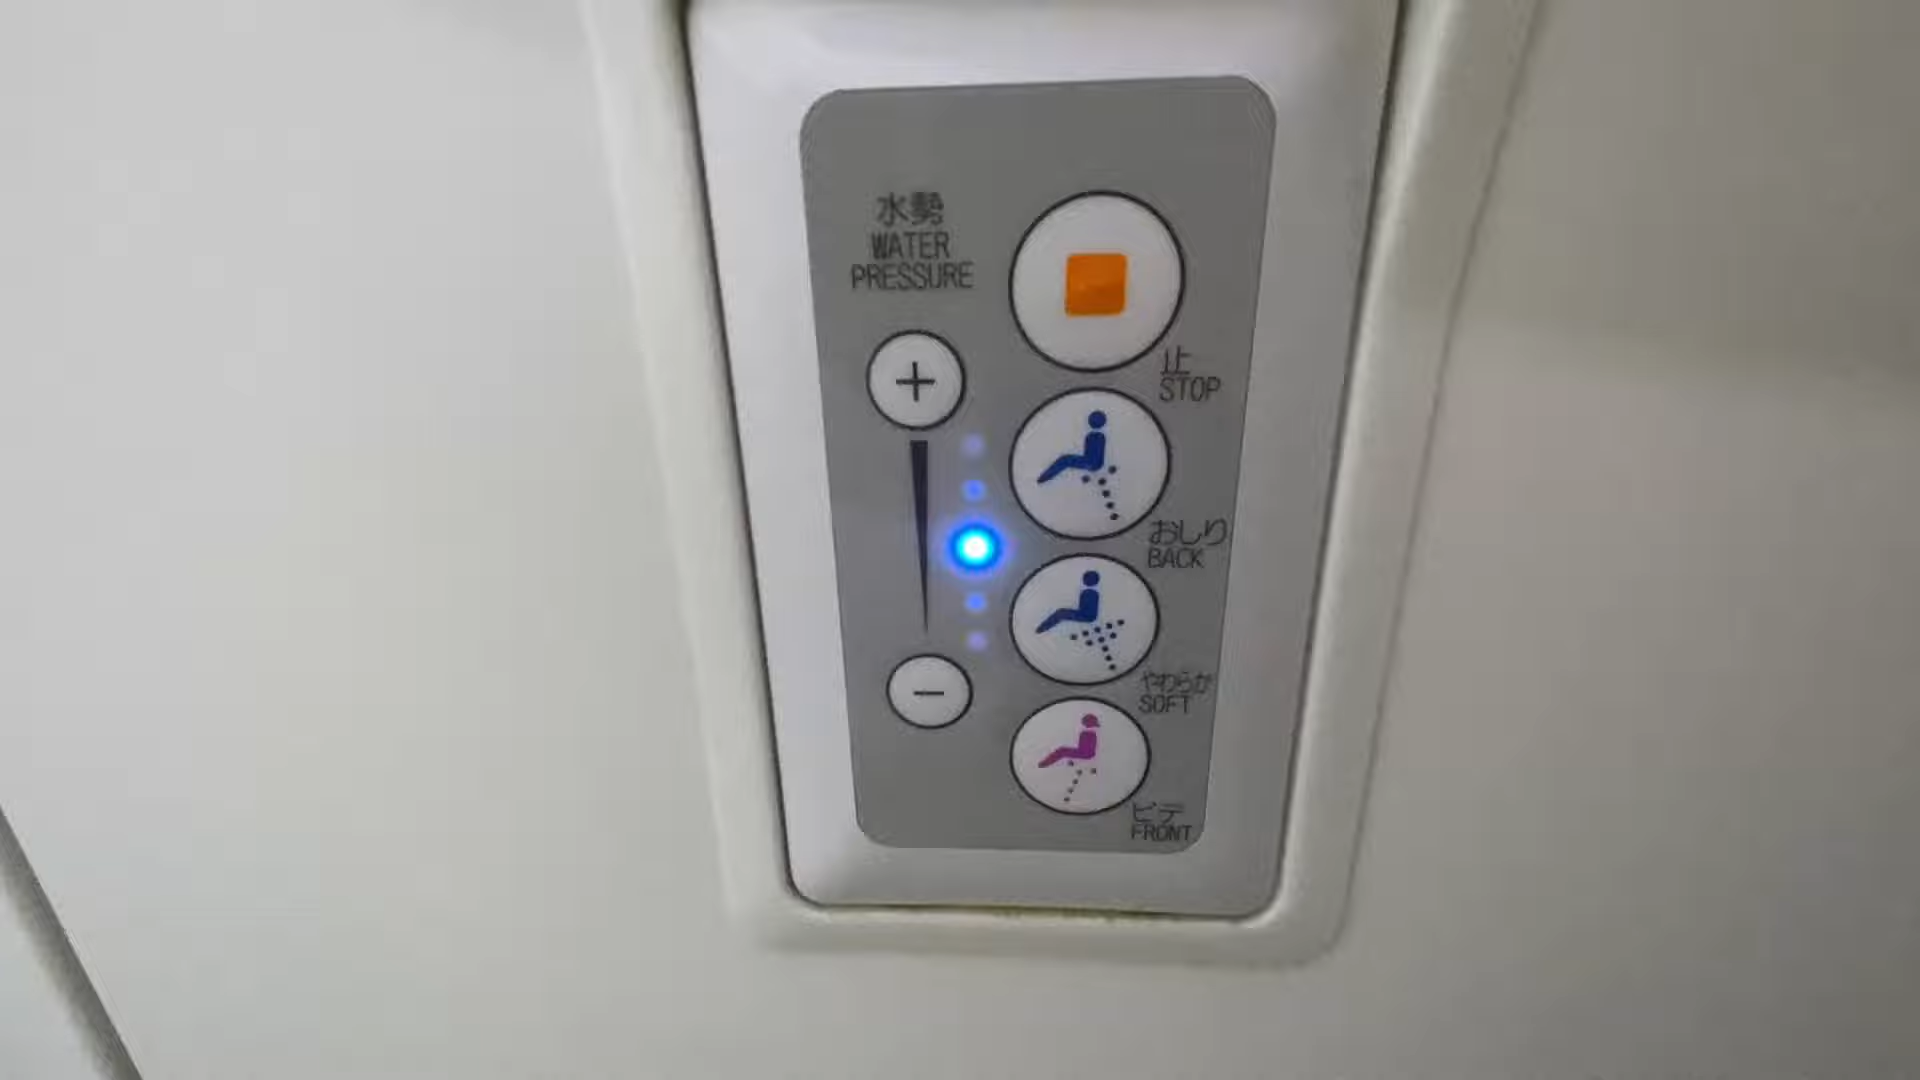 水勢
WATER
PRESSURE
+
−
止
STOP
おしり
BACK
やわらか
SOFT
ビデ
FRONT